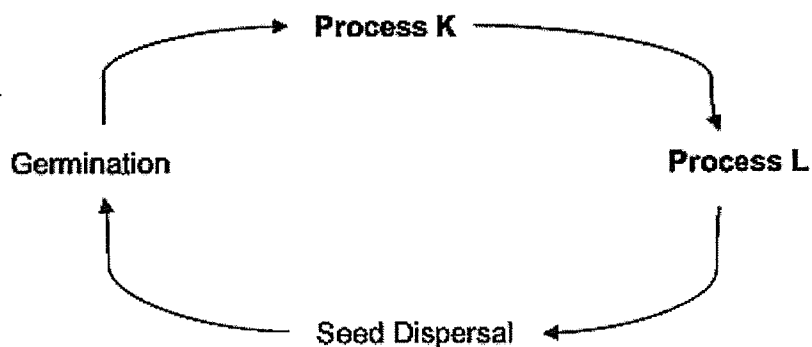 Process K
Germination
Process L
Seed Dispersal